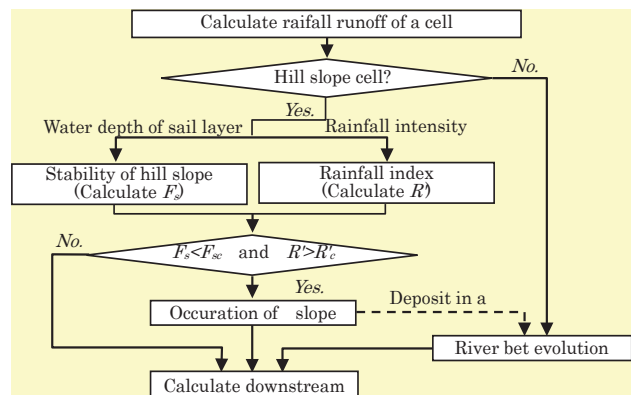 Calculate raifall runoff of a cell
Hill slope cell?
No.
Yes.
Water depth of sail layer
Rainfall intensity
Stability of hill slope
(Calculate Fs)
Rainfall index
(Calculate R')
No.
Fs<Fsc and R'>R'c
Yes.
Deposit in a
Occuration of slope
River bet evolution
Calculate downstream